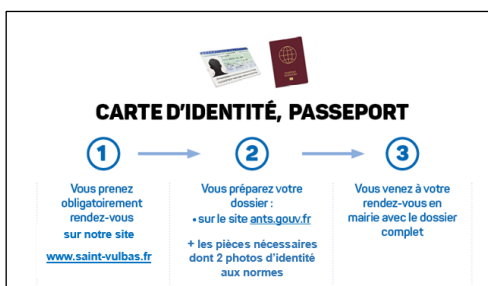 CARTE D'IDENTITÉ, PASSEPORT
1
Vous prenez
obligatoirement
rendez-vous
sur notre site
www.saint-vulbas.fr
2
Vous préparez votre
dossier :
• sur le site ants.gouv.fr
+ les pièces nécessaires
dont 2 photos d'identité
aux normes
3
Vous venez à votre
rendez-vous en
mairie avec le dossier
complet